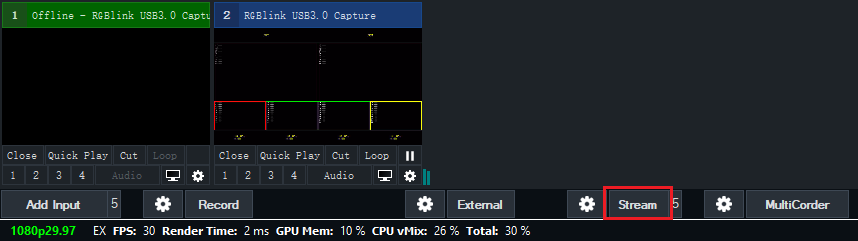 1 Offline - RGBlink USB3.0 Captu
2 RGBlink USB3.0 Capture
Close Quick Play Cut Loop
Close Quick Play Cut Loop
1 2 3 4 Audio
1 2 3 4 Audio
Add Input 5 Record External Stream 5 MultiCorder
1080p29.97 EX FPS: 30 Render Time: 2 ms GPU Mem: 10 % CPU vMix: 26 % Total: 30 %